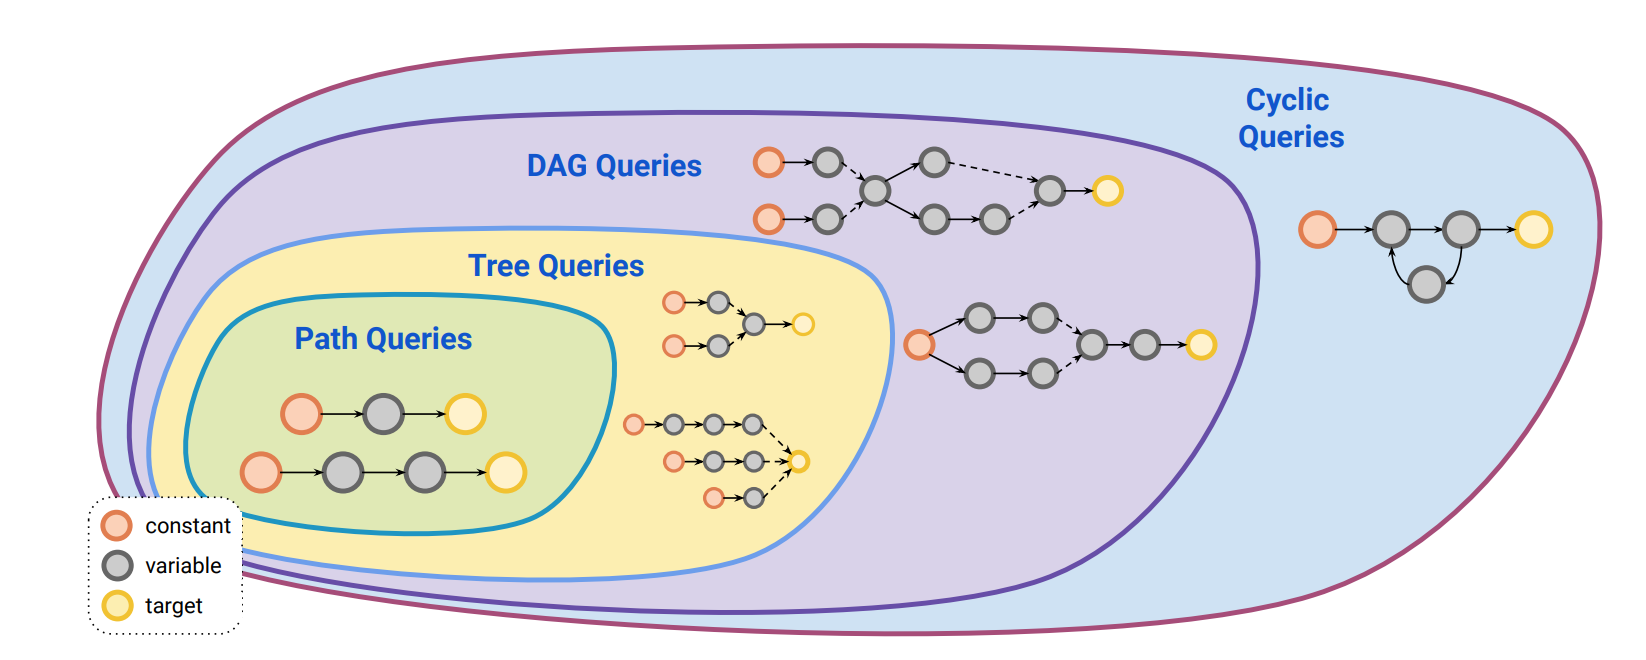 Cyclic
Queries
DAG Queries
Tree Queries
Path Queries
constant
variable
target